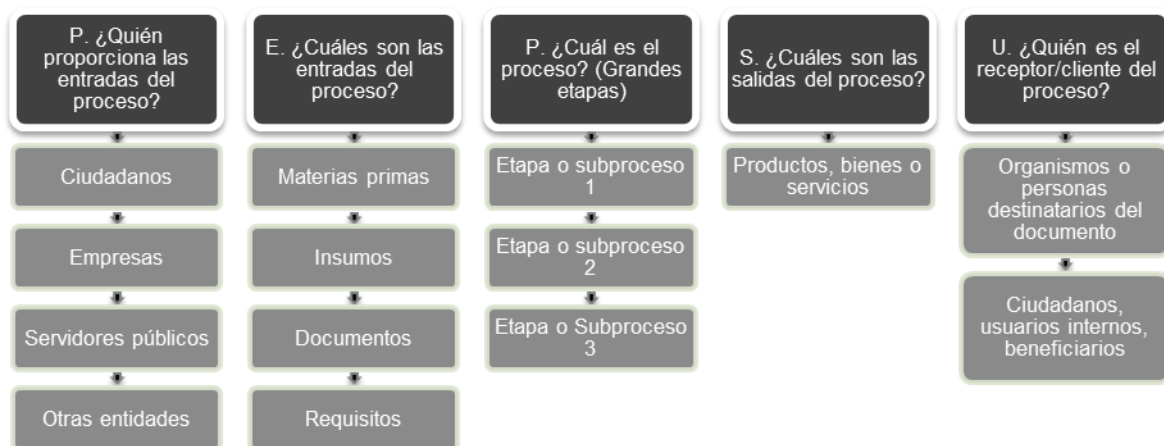 P. ¿Quién
proporciona las
entradas del
proceso?
Ciudadanos
Empresas
Servidores públicos
Otras entidades
E. ¿Cuáles son las
entradas del
proceso?
Materias primas
Insumos
Documentos
Requisitos
P. ¿Cuál es el
proceso? (Grandes
etapas)
Etapa o subproceso
1
Etapa o subproceso
2
Etapa o Subproceso
3
S. ¿Cuáles son las
salidas del proceso?
Productos, bienes o
servicios
U. ¿Quién es el
receptor/cliente del
proceso?
Organismos o
personas
destinatarios del
documento
Ciudadanos,
usuarios internos,
beneficiarios